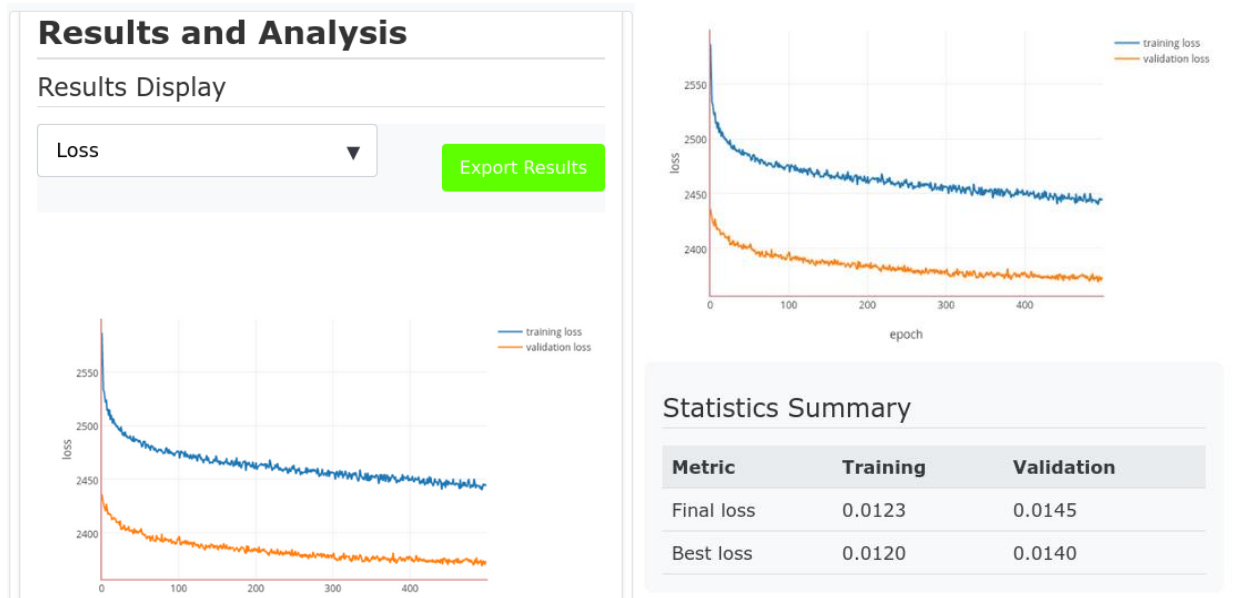 Results and Analysis
Results Display
Loss ▼
Export Results
training loss
validation loss
2550
2500
2450
2400
loss
0 100 200 300 400
training loss
validation loss
2550
2500
2450
2400
loss
0 100 200 300 400
epoch
Statistics Summary
Metric Training Validation
Final loss 0.0123 0.0145
Best loss 0.0120 0.0140